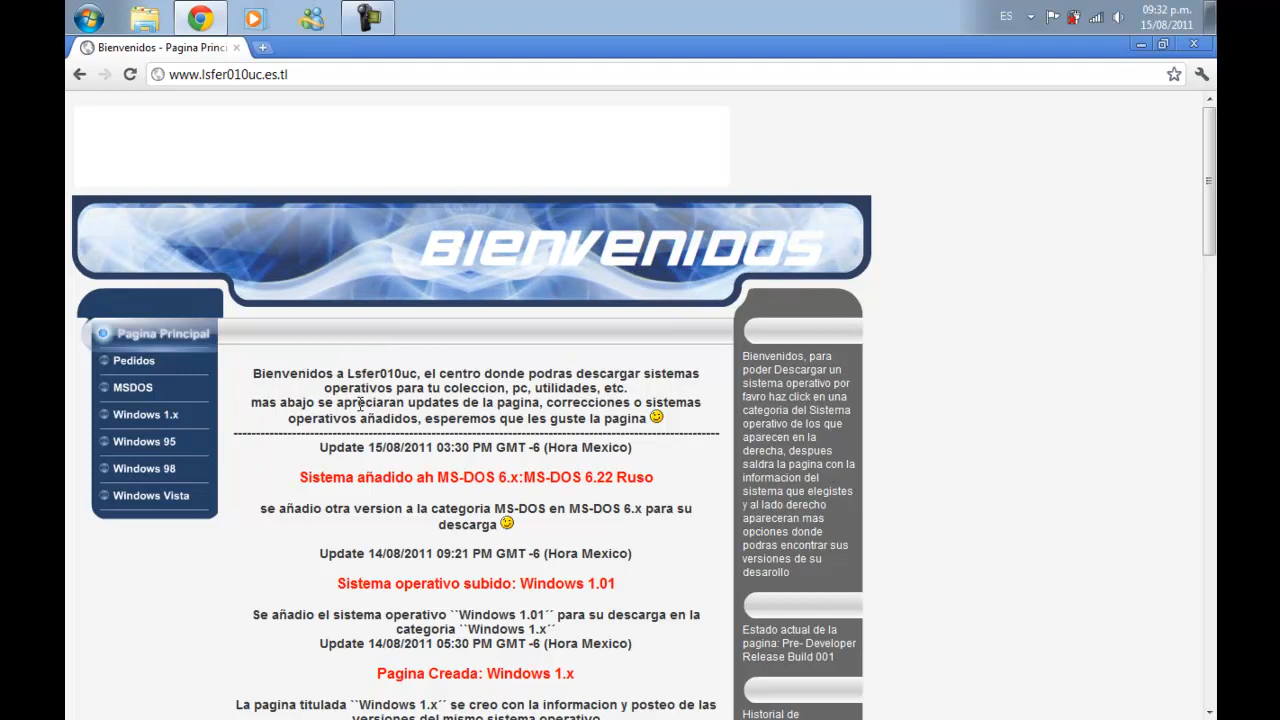 ES
09:32 p.m.
15/08/2011
Bienvenidos - Pagina Princi
www.lsfer010uc.es.tl
BIENVENIDOS
Pagina Principal
Pedidos
MSDOS
Windows 1.x
Windows 95
Windows 98
Windows Vista
Bienvenidos a Lsfer010uc, el centro donde podras descargar sistemas
operativos para tu coleccion, pc, utilidades, etc.
mas abajo se apreciaran updates de la pagina, correcciones o sistemas
operativos añadidos, esperemos que les guste la pagina
Update 15/08/2011 03:30 PM GMT -6 (Hora Mexico)
Sistema añadido ah MS-DOS 6.x:MS-DOS 6.22 Ruso
se añadio otra version a la categoria MS-DOS en MS-DOS 6.x para su
descarga
Update 14/08/2011 09:21 PM GMT -6 (Hora Mexico)
Sistema operativo subido: Windows 1.01
Se añadio el sistema operativo ``Windows 1.01´´ para su descarga en la
categoria ``Windows 1.x´´
Update 14/08/2011 05:30 PM GMT -6 (Hora Mexico)
Pagina Creada: Windows 1.x
La pagina titulada ``Windows 1.x´´ se creo con la informacion y posteo de las
versiones del mismo sistema operativo
Bienvenidos, para
poder Descargar un
sistema operativo por
favro haz click en una
categoria del Sistema
operativo de los que
aparecen en la
derecha, despues
saldra la pagina con la
informacion del
sistema que elegistes
y al lado derecho
apareceran mas
opciones donde
podras encontrar sus
versiones de su
desarollo
Estado actual de la
pagina: Pre- Developer
Release Build 001
Historial de